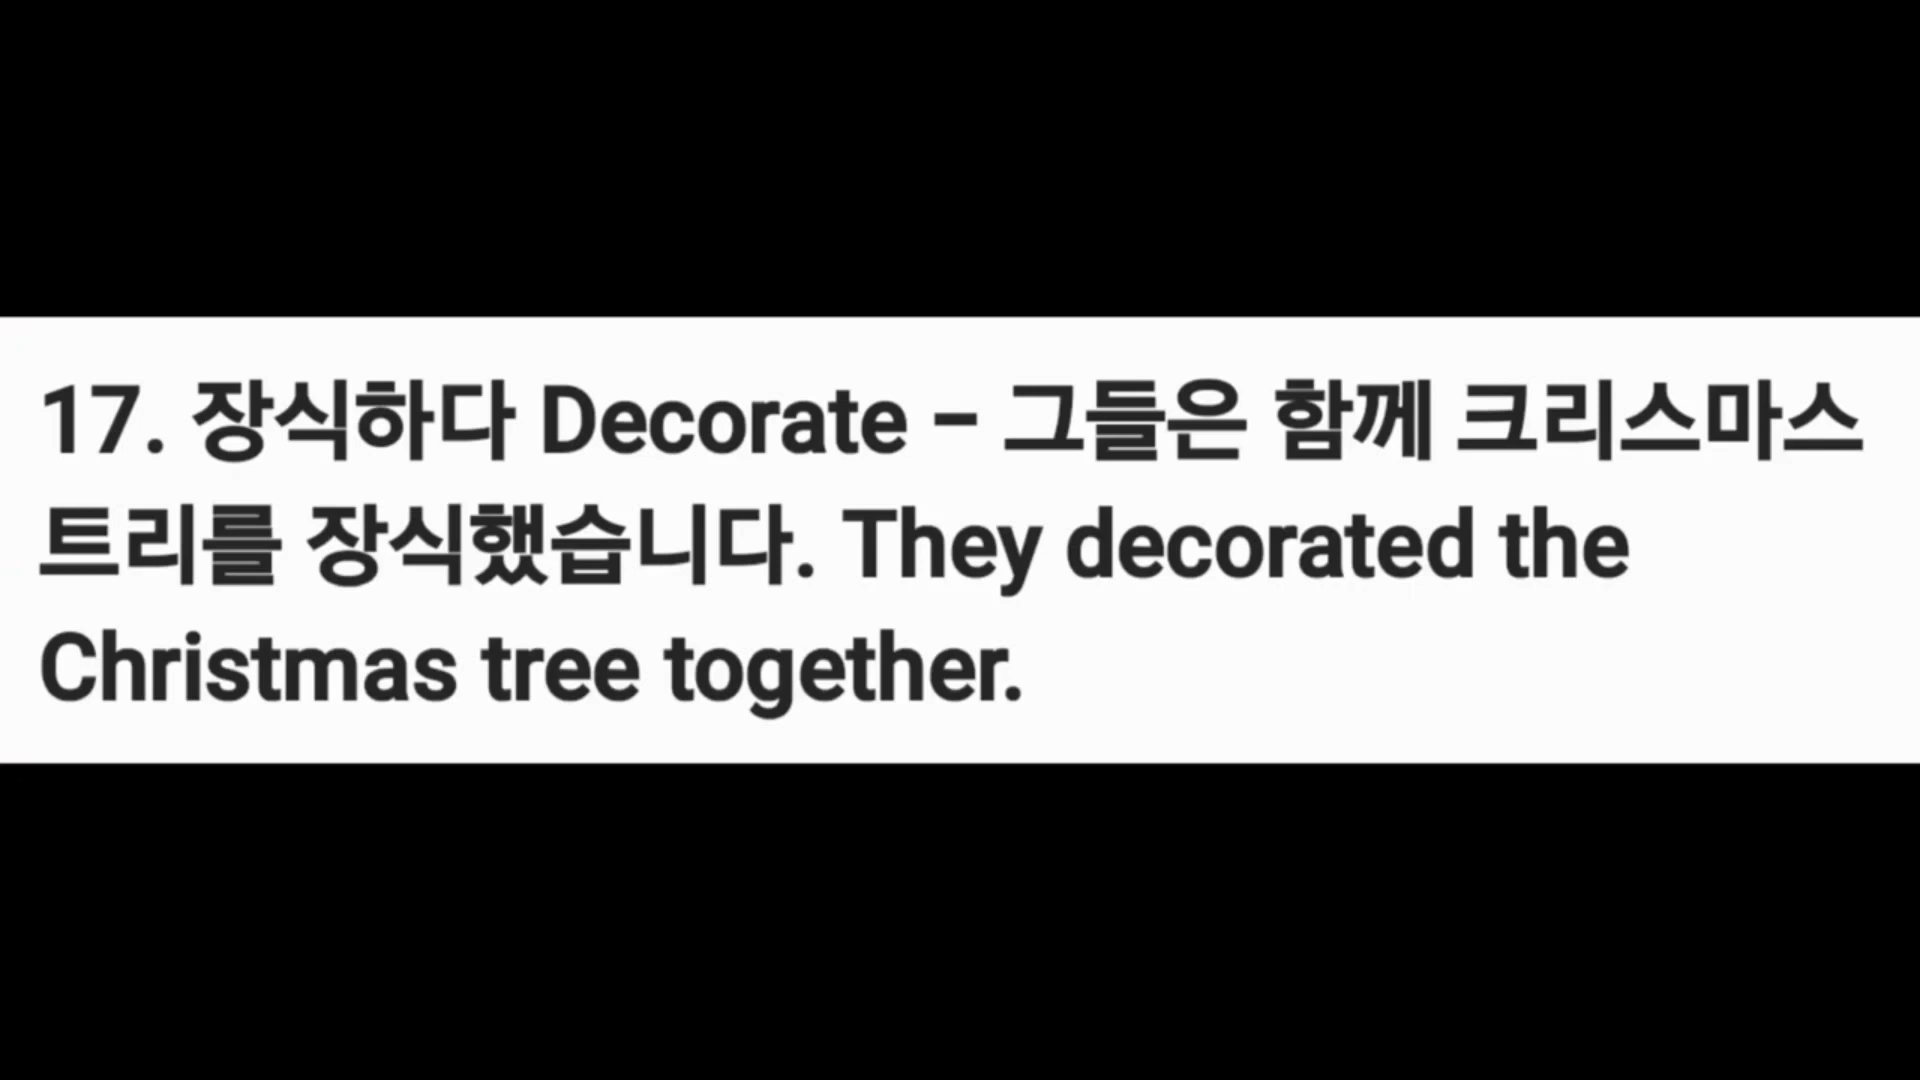 17. 장식하다 Decorate – 그들은 함께 크리스마스
트리를 장식했습니다. They decorated the
Christmas tree together.